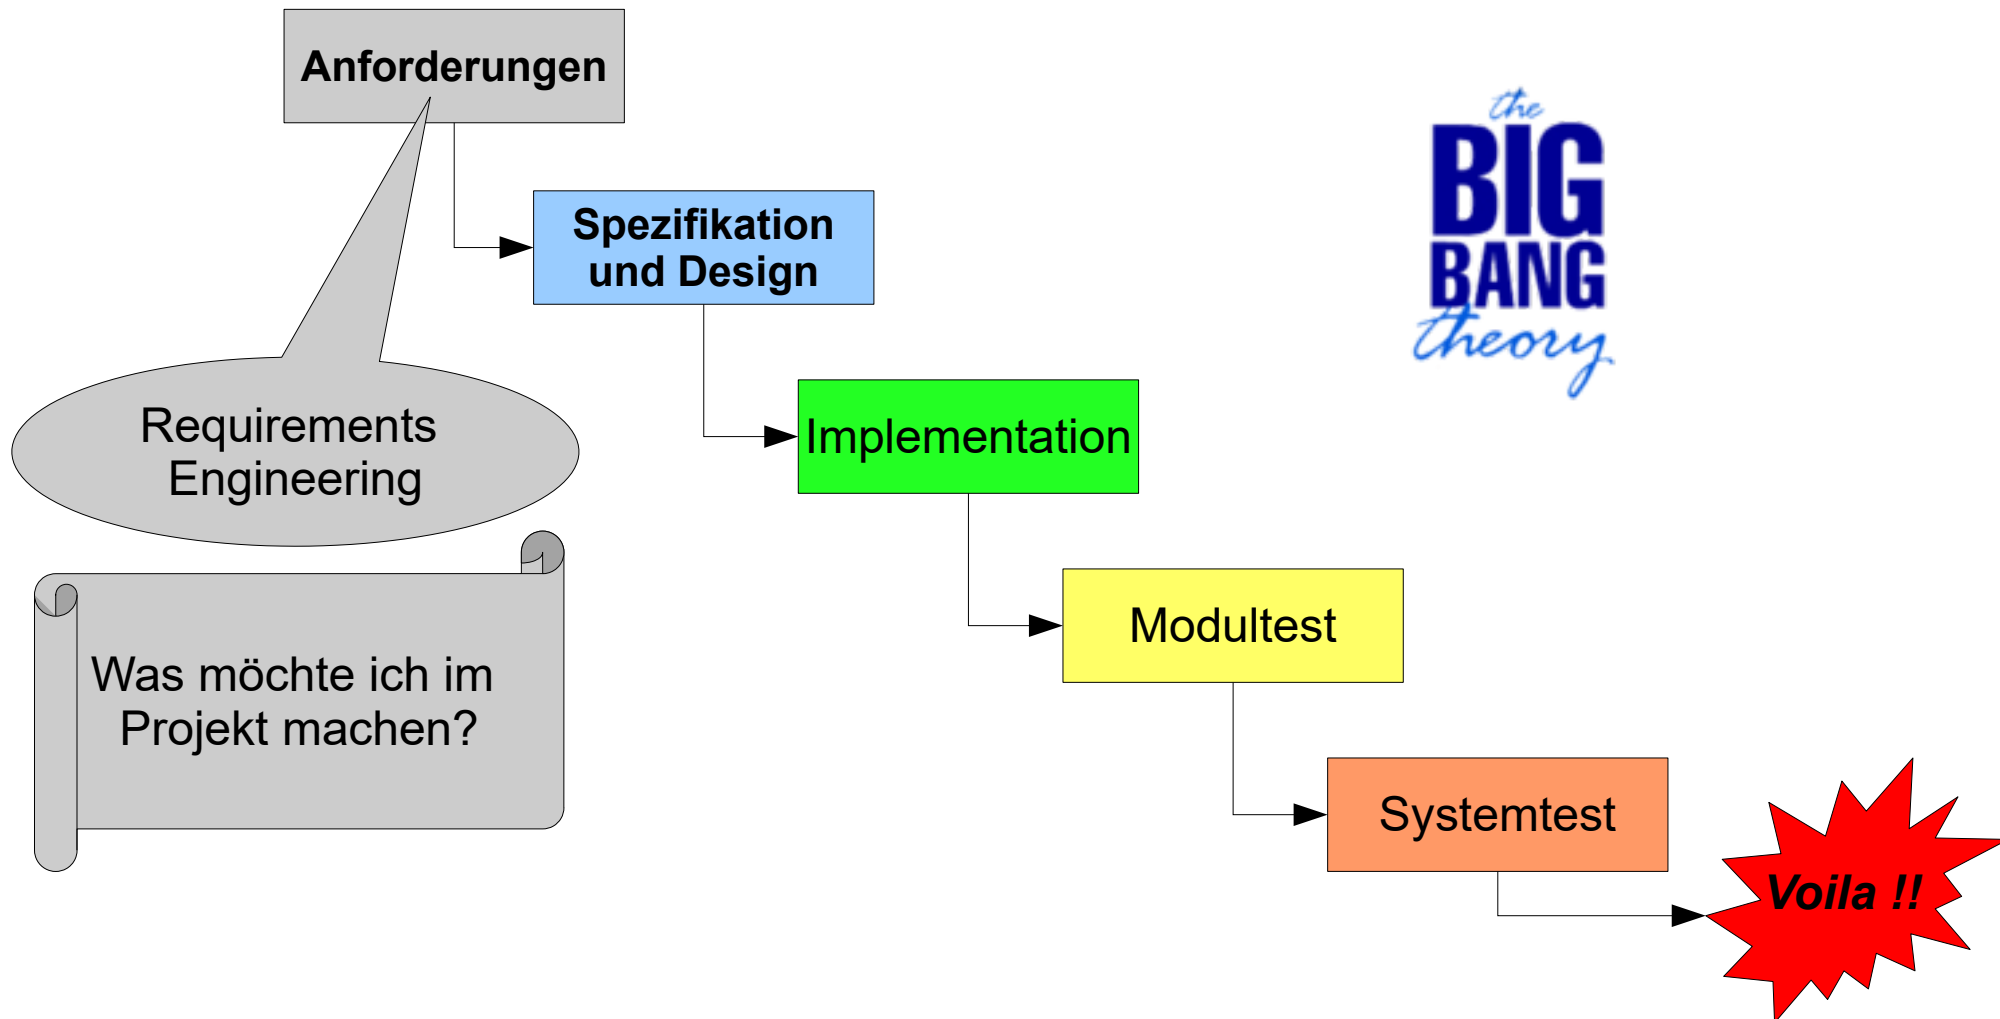 Anforderungen
the
BIG
BANG
theory
Spezifikation
und Design
Requirements
Engineering
Implementation
Was möchte ich im
Projekt machen?
Modultest
Systemtest
Voila !!